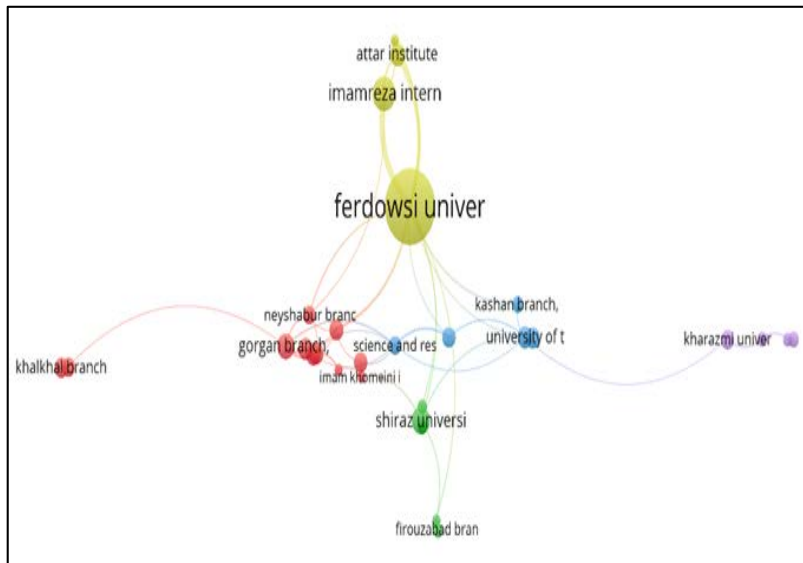 attar institute
imamreza intern
ferdowsi univer
kashan branch,
neyshabur branc
gorgan branch,
science and res
university of t
kharazmi univer
khalkhal branch
imam khomeini i
shiraz universi
firouzabad bran